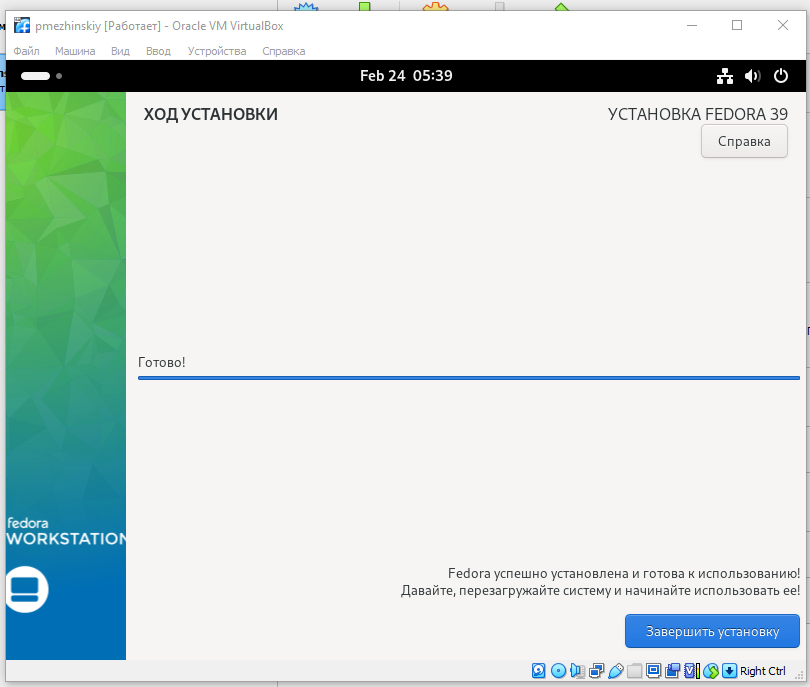 pmezhinskiy [Работает] - Oracle VM VirtualBox
Файл Машина Вид Ввод Устройства Справка
Feb 24 05:39
ХОД УСТАНОВКИ
УСТАНОВКА FEDORA 39
Справка
Готово!
fedora
WORKSTATION
Fedora успешно установлена и готова к использованию!
Давайте, перезагружайте систему и начинайте использовать ее!
Завершить установку
Right Ctrl